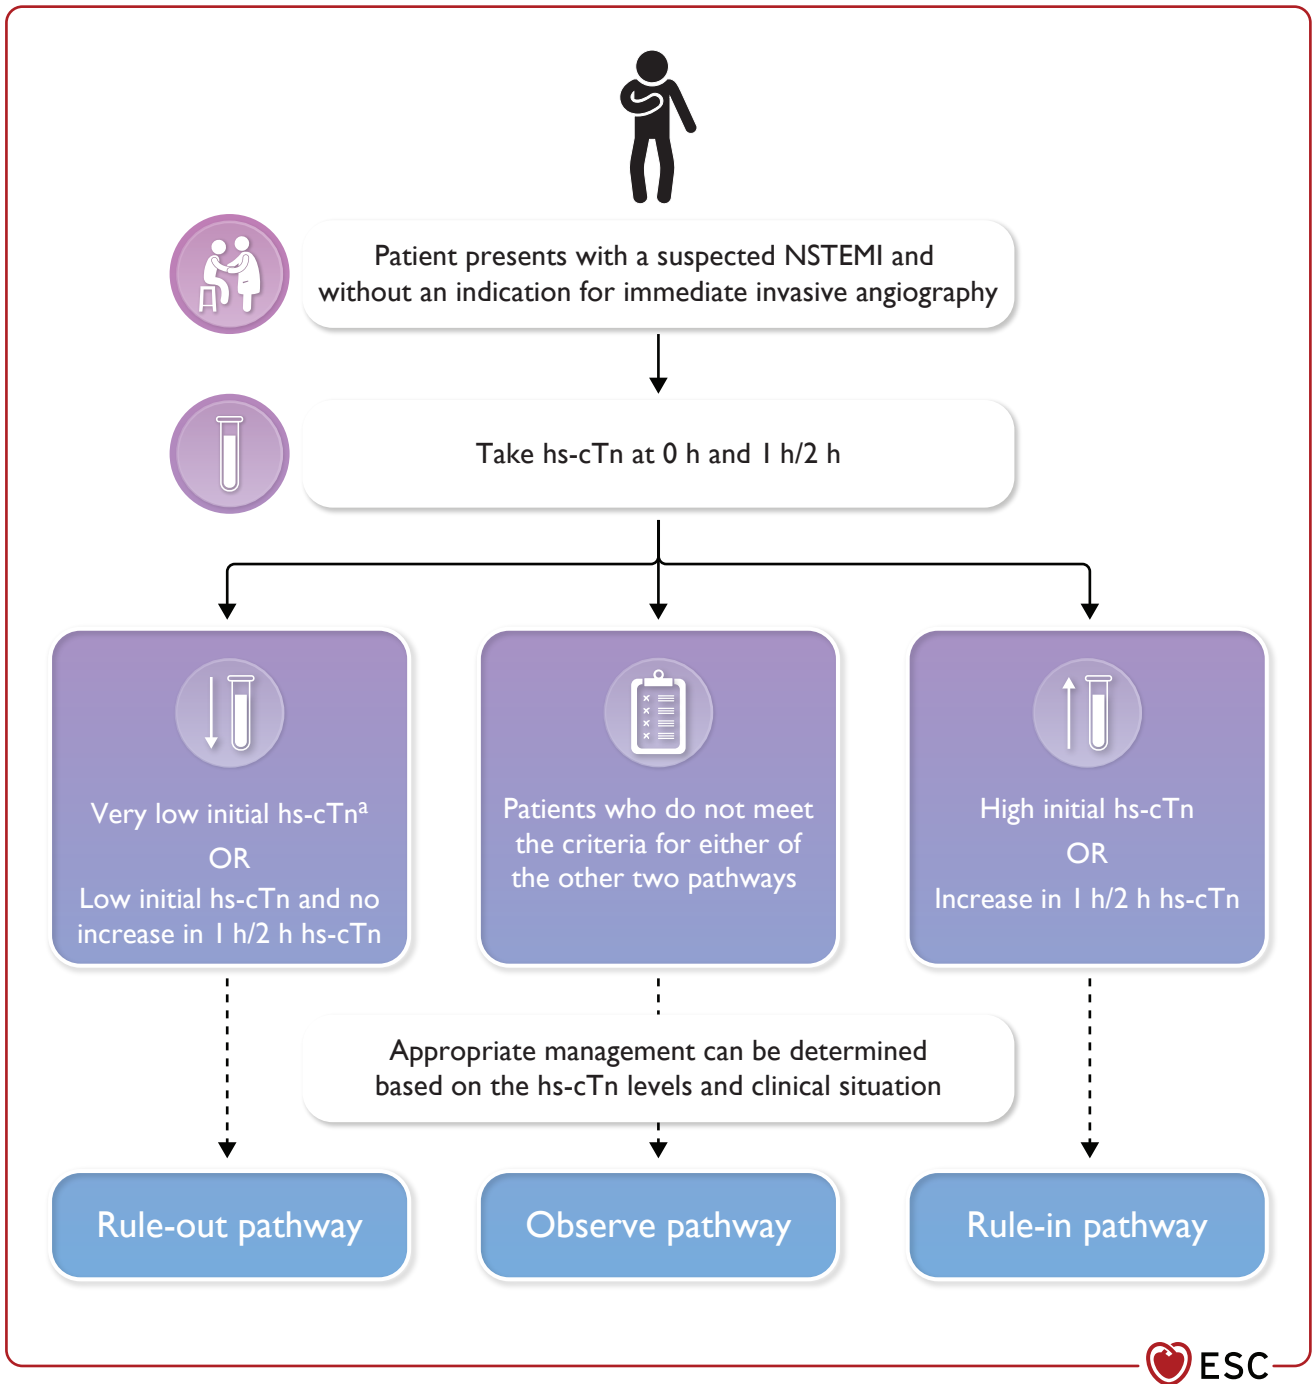 Patient presents with a suspected NSTEMI and
without an indication for immediate invasive angiography
Take hs-cTn at 0 h and 1 h/2 h
Very low initial hs-cTnª
OR
Low initial hs-cTn and no
increase in 1 h/2 h hs-cTn
Patients who do not meet
the criteria for either of
the other two pathways
High initial hs-cTn
OR
Increase in 1 h/2 h hs-cTn
Appropriate management can be determined
based on the hs-cTn levels and clinical situation
Rule-out pathway
Observe pathway
Rule-in pathway
ESC